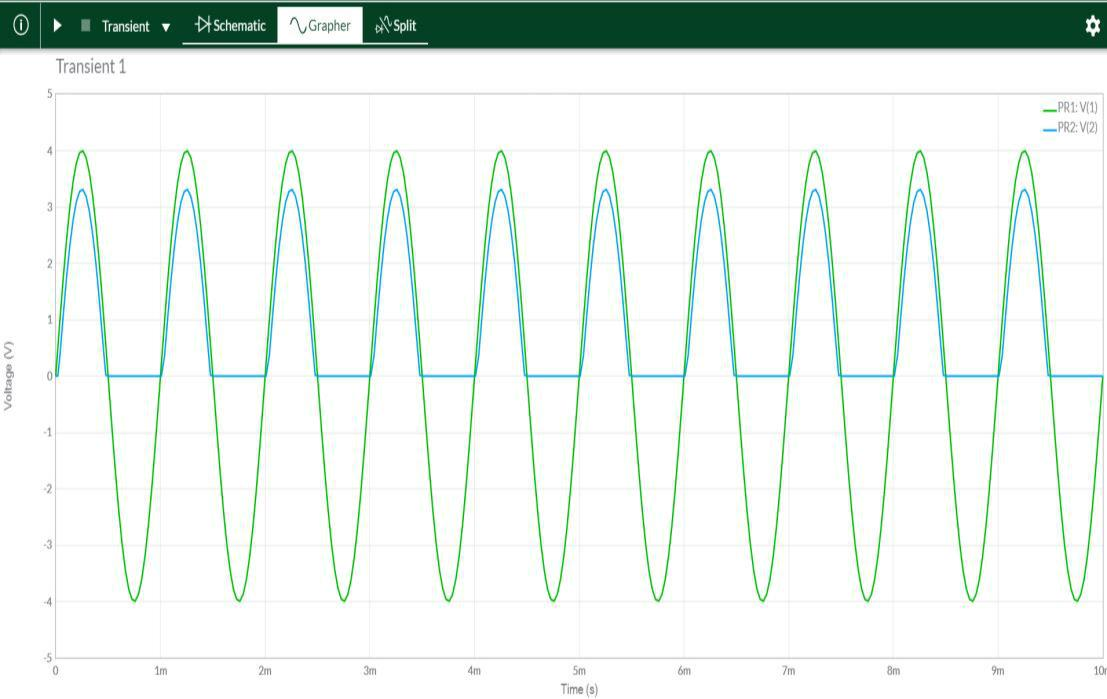 Transient Schematic Grapher Split
Transient 1
PR1: V(1)
PR2: V(2)
5
4
3
2
1
0
-1
-2
-3
-4
-5
Voltage (V)
0 1m 2m 3m 4m 5m 6m 7m 8m 9m
Time (s)